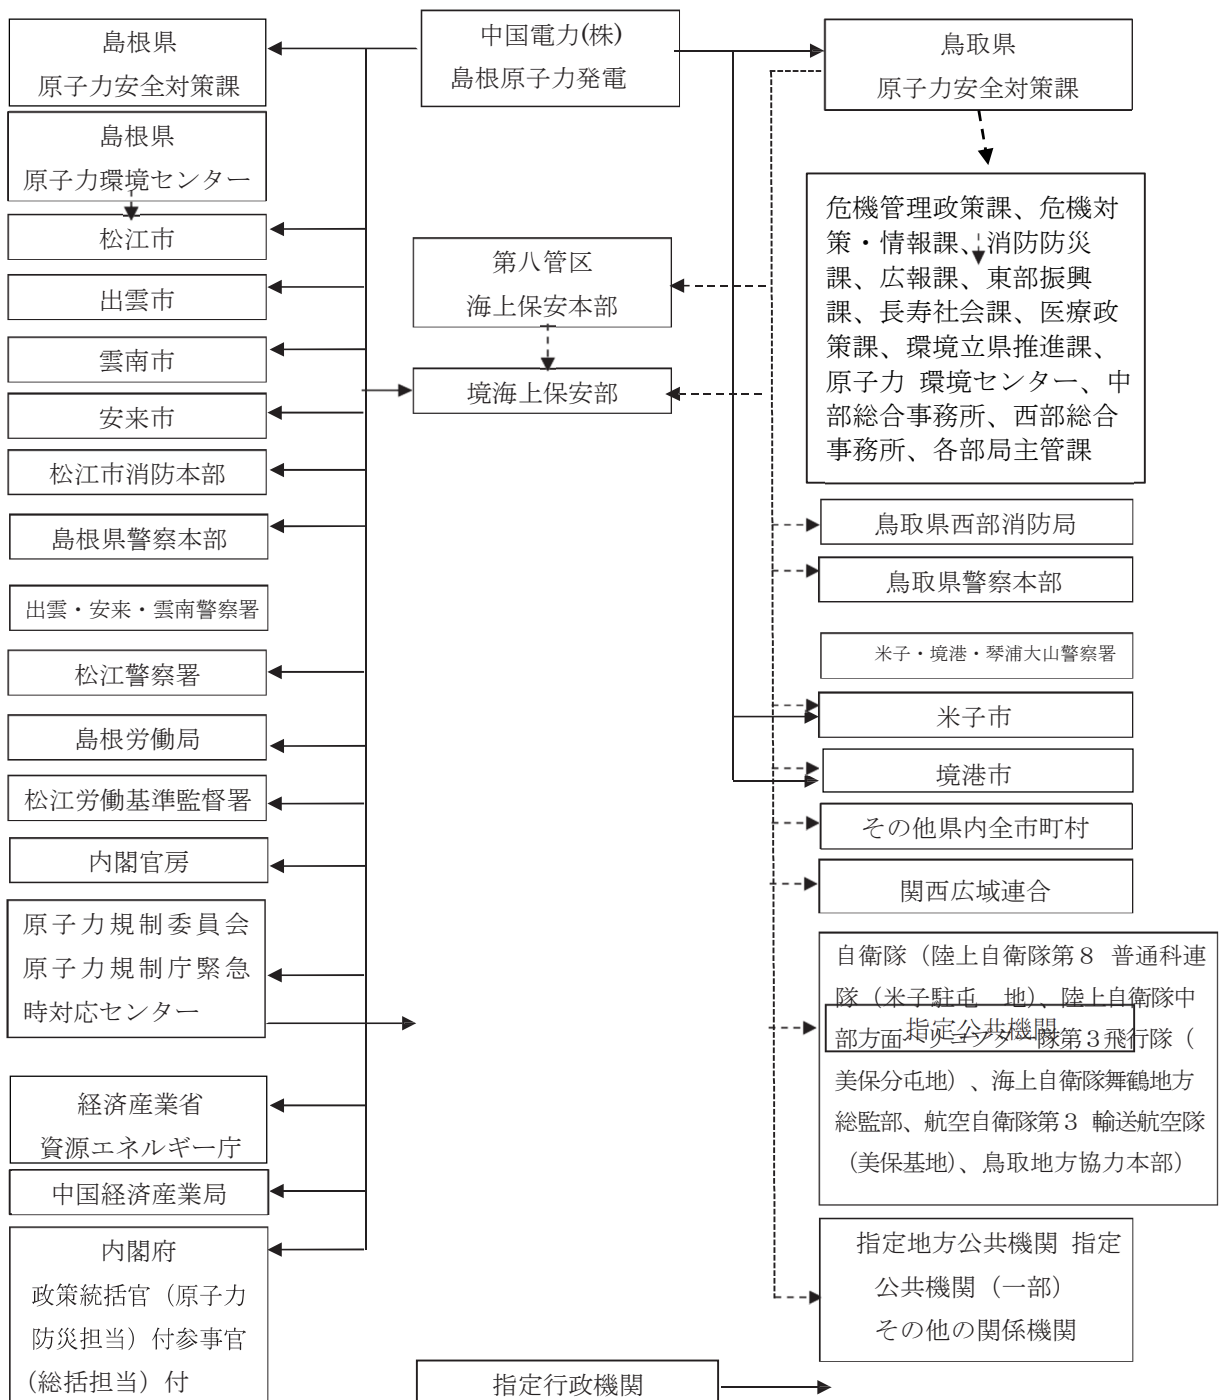 島根県
原子力安全対策課
島根県
原子力環境センター
松江市
出雲市
雲南市
安来市
松江市消防本部
島根県警察本部
出雲・安来・雲南警察署
松江警察署
島根労働局
松江労働基準監督署
内閣官房
原子力規制委員会
原子力規制庁緊急
時対応センター
経済産業省
資源エネルギー庁
中国経済産業局
内閣府
政策統括官（原子力
防災担当）付参事官
（総括担当）付
中国電力(株)
島根原子力発電
第八管区
海上保安本部
境海上保安部
指定行政機関
鳥取県
原子力安全対策課
危機管理政策課、危機対
策・情報課、消防防災
課、広報課、東部振興
課、長寿社会課、医療政
策課、環境立県推進課、
原子力 環境センター、中
部総合事務所、西部総合
事務所、各部局主管課
鳥取県西部消防局
鳥取県警察本部
米子・境港・琴浦大山警察署
米子市
境港市
その他県内全市町村
関西広域連合
自衛隊（陸上自衛隊第８ 普通科連
隊（米子駐屯 地）、陸上自衛隊中
指定公共機関
部方面ヘリコプター隊第３飛行隊（
美保分屯地）、海上自衛隊舞鶴地方
総監部、航空自衛隊第３ 輸送航空隊
（美保基地）、鳥取地方協力本部）
指定地方公共機関 指定
公共機関（一部）
その他の関係機関